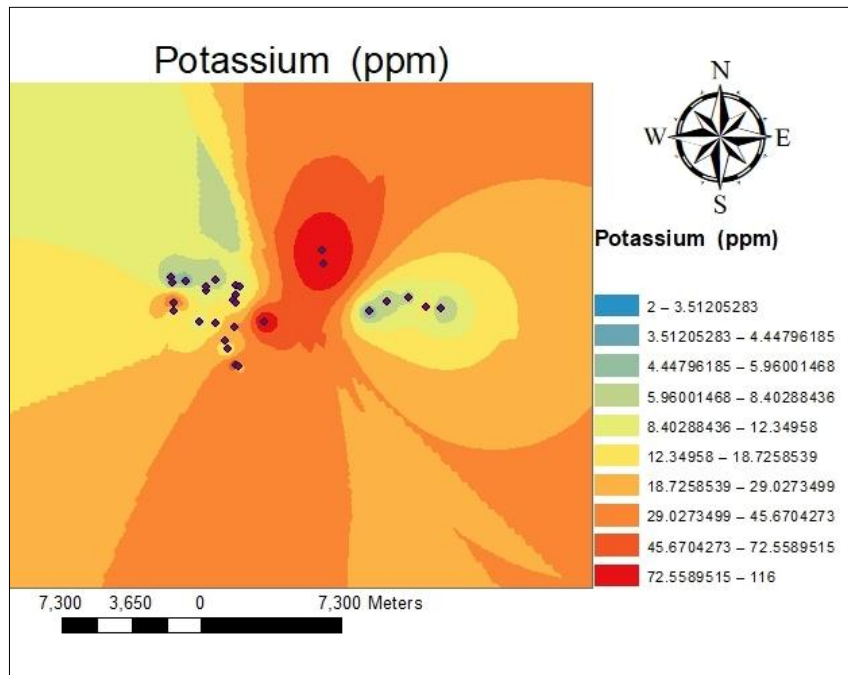 Potassium (ppm)
N
W E
S
Potassium (ppm)
2 – 3.51205283
3.51205283 – 4.44796185
4.44796185 – 5.96001468
5.96001468 – 8.40288436
8.40288436 – 12.34958
12.34958 – 18.7258539
18.7258539 – 29.0273499
29.0273499 – 45.6704273
45.6704273 – 72.5589515
72.5589515 – 116
7,300 3,650 0 7,300 Meters